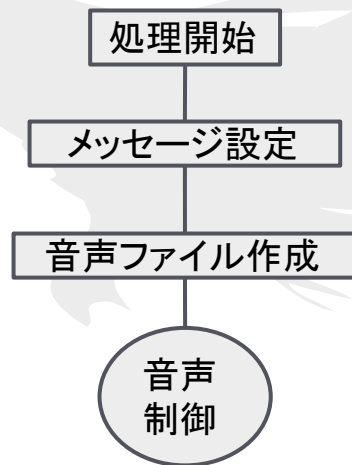 処理開始
メッセージ設定
音声ファイル作成
音声
制御